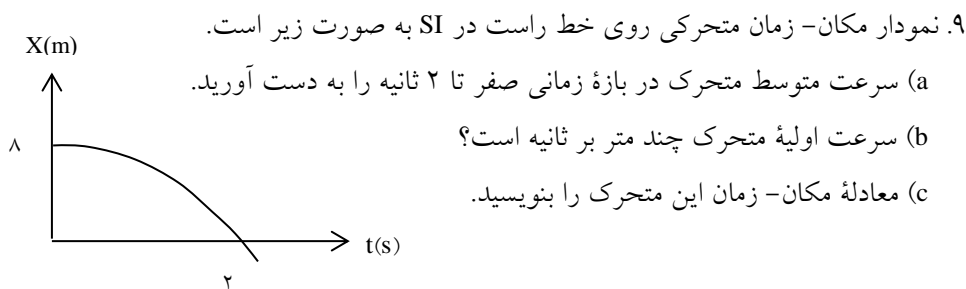 ۹. نمودار مکان– زمان متحرکی روی خط راست در SI به صورت زیر است.
a) سرعت متوسط متحرک در بازهٔ زمانی صفر تا ۲ ثانیه را به دست آورید.
b) سرعت اولیهٔ متحرک چند متر بر ثانیه است؟
c) معادلهٔ مکان– زمان این متحرک را بنویسید.
X(m)
۸
t(s)
۲